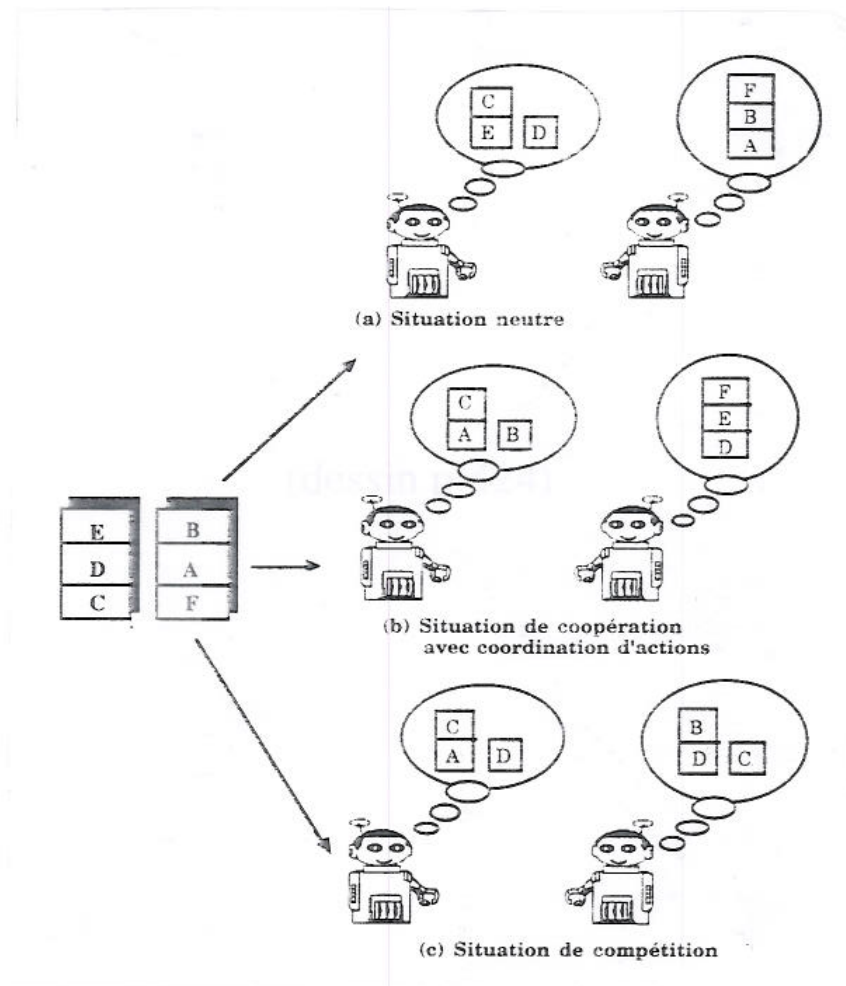 C
F
E D
B
A
(a) Situation neutre
C
F
A B
E
D
E
B
D
A
C
F
(b) Situation de coopération
avec coordination d'actions
C
B
A D
D C
(c) Situation de compétition